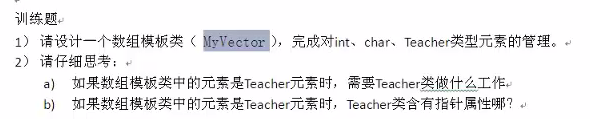 训练题
1) 请设计一个数组模板类( MyVector ),完成对int、char、Teacher类型元素的管理。
2) 请仔细思考:
a) 如果数组模板类中的元素是Teacher元素时,需要Teacher类做什么工作
b) 如果数组模板类中的元素是Teacher元素时,Teacher类含有指针属性哪?